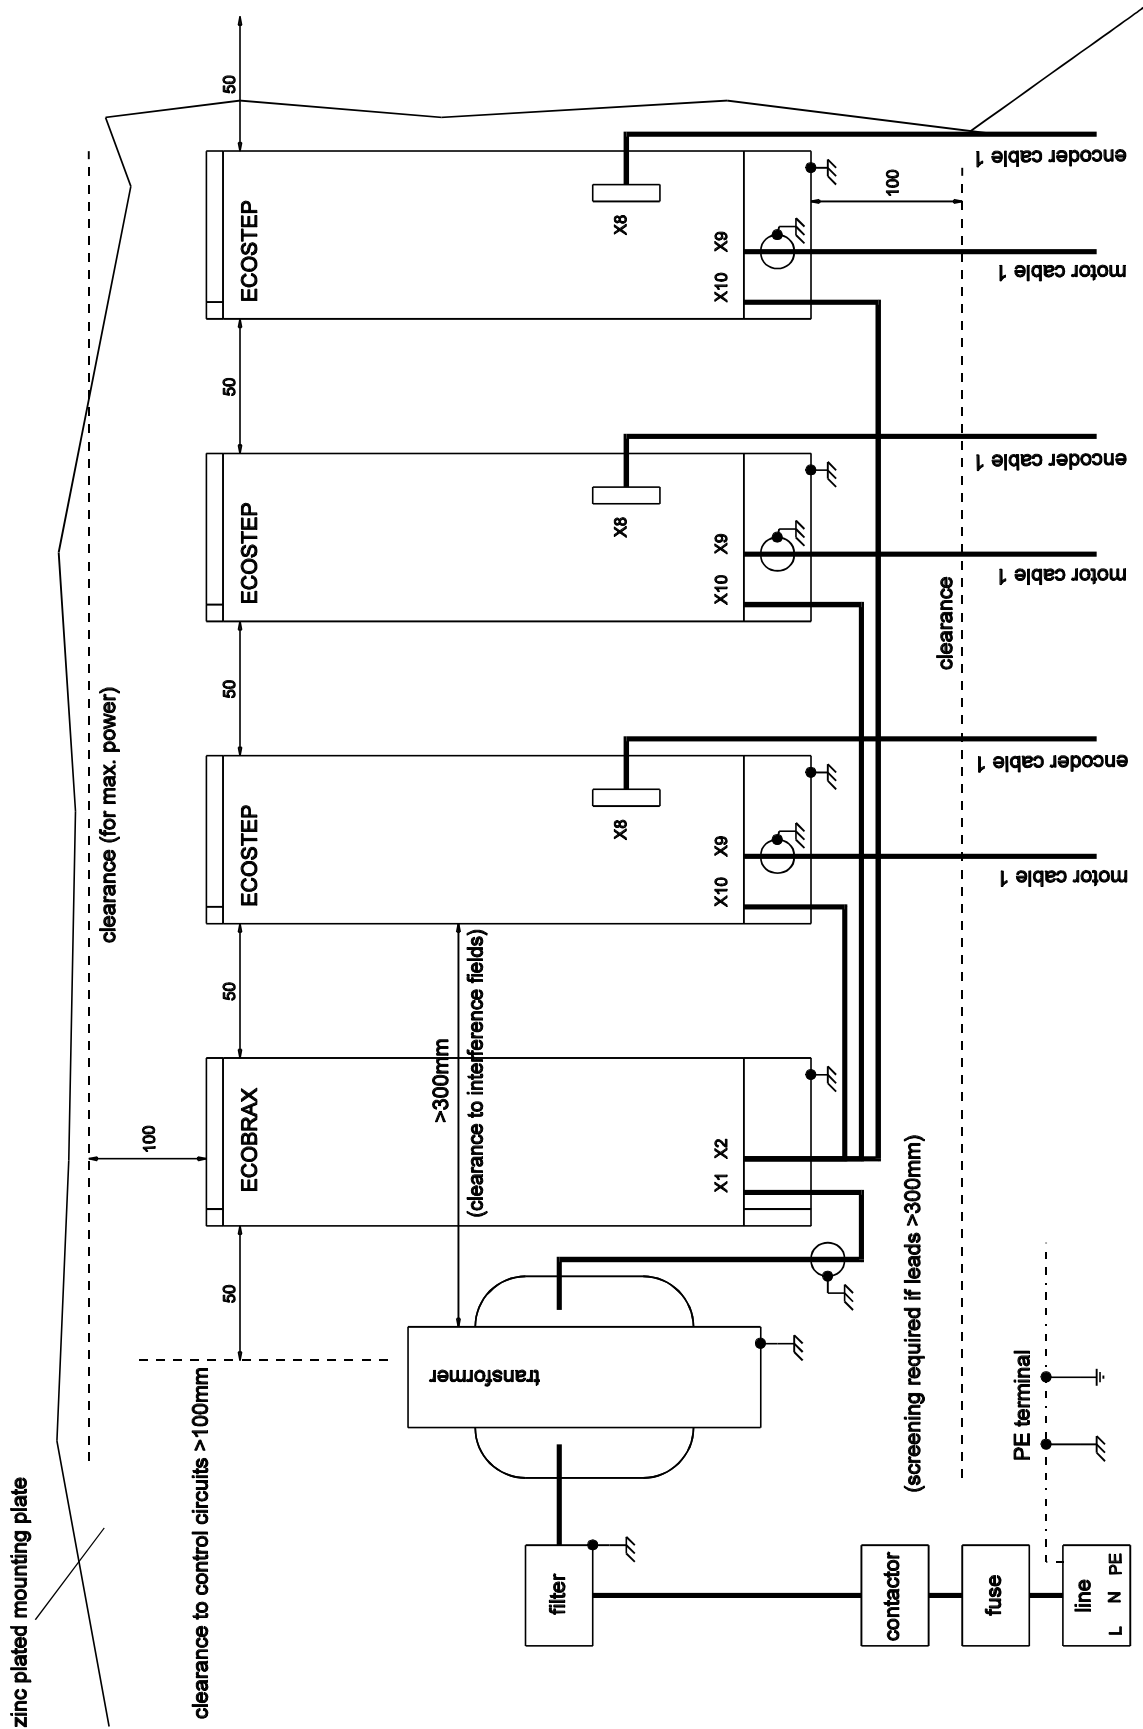 zinc plated mounting plate
clearance to control circuits >100mm
clearance (for max. power)
50
100
50
50
50
50
ECOBRAX
ECOSTEP
ECOSTEP
ECOSTEP
>300mm
(clearance to interference fields)
transformer
X8
X8
X8
X1 X2
X10 X9
X10 X9
X10 X9
100
filter
contactor
fuse
line
L N PE
PE terminal
(screening required if leads >300mm)
clearance
motor cable 1
encoder cable 1
motor cable 1
encoder cable 1
motor cable 1
encoder cable 1